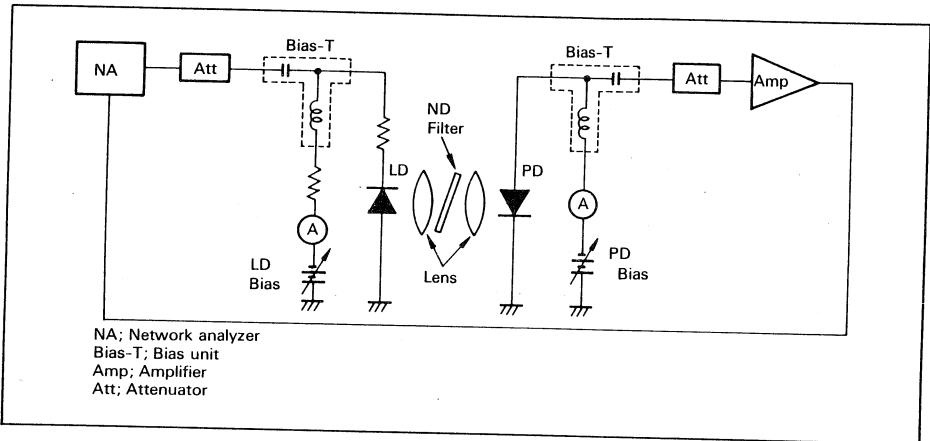 NA
Att
Bias-T
LD
LD
Bias
A
ND
Filter
Lens
PD
Bias-T
Att
Amp
A
PD
Bias
NA; Network analyzer
Bias-T; Bias unit
Amp; Amplifier
Att; Attenuator